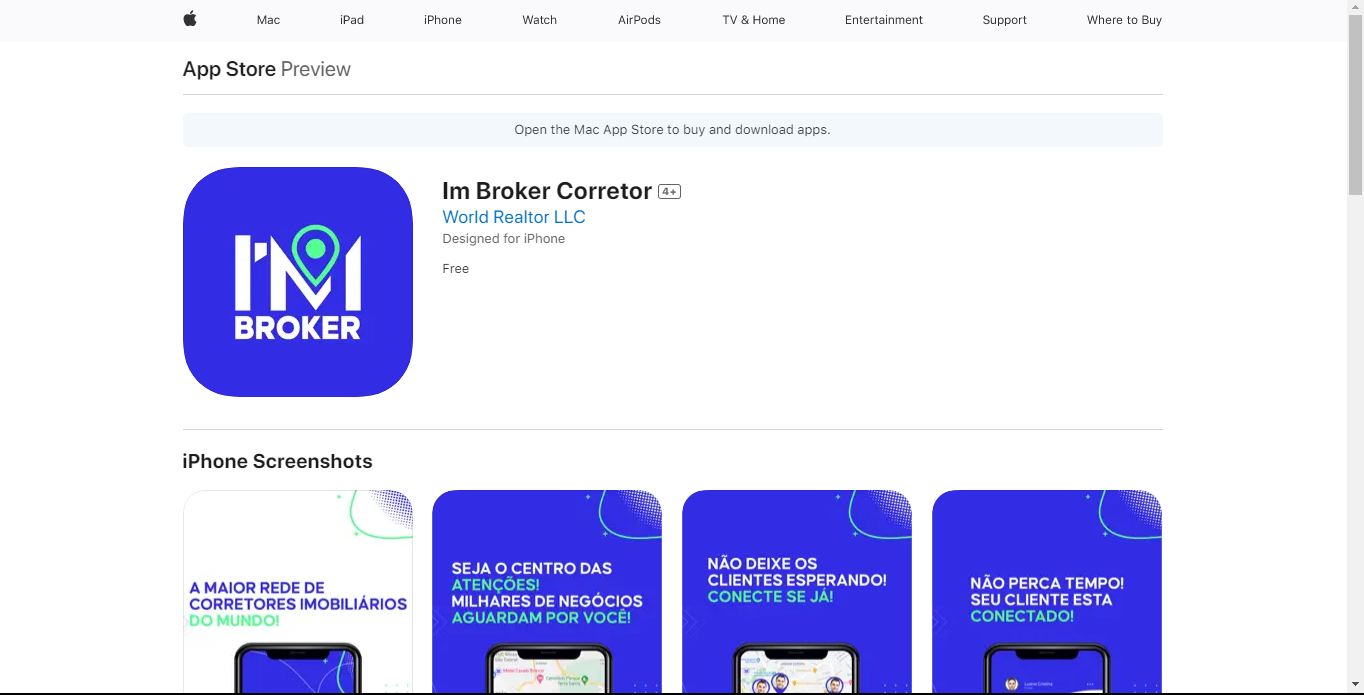 Mac
iPad
iPhone
Watch
AirPods
TV & Home
Entertainment
Support
Where to Buy
App Store Preview
Open the Mac App Store to buy and download apps.
I'M
BROKER
Im Broker Corretor 4+
World Realtor LLC
Designed for iPhone
Free
iPhone Screenshots
A MAIOR REDE DE
CORRETORES IMOBILIÁRIOS
DO MUNDO!
SEJA O CENTRO DAS
ATENÇÕES!
MILHARES DE NEGÓCIOS
AGUARDAM POR VOCÊ!
NÃO DEIXE OS
CLIENTES ESPERANDO!
CONECTE SE JÁ!
NÃO PERCA TEMPO!
SEU CLIENTE ESTA
CONECTADO!